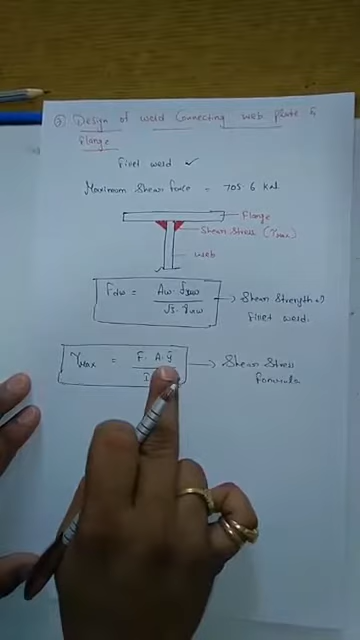 ③ Design of weld Connecting web plate &
Flange
Fillet weld ✓
Maximum Shear force = 705.6 kN
Flange
Shear Stress (τmax)
web
Fdw = Aw. fuw / √3. γmw → Shear Strength of
fillet weld.
τmax = F. A. ȳ / I → Shear Stress
formula